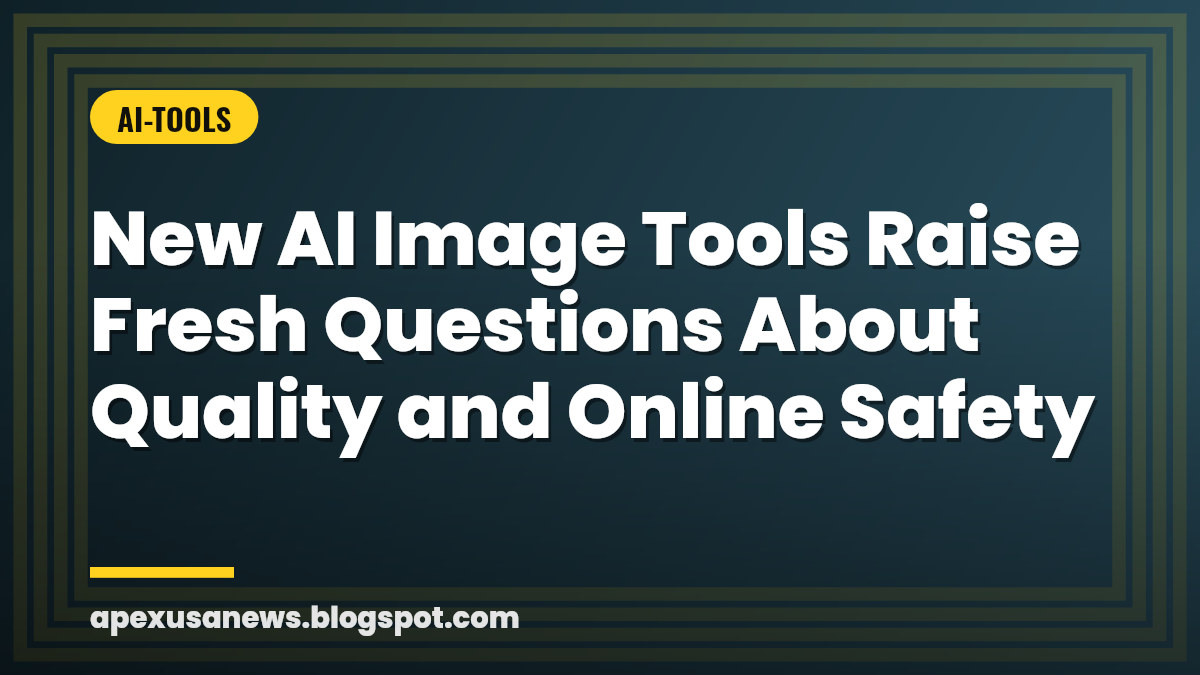 AI-TOOLS
New AI Image Tools Raise
Fresh Questions About
Quality and Online Safety
apexusanews.blogspot.com